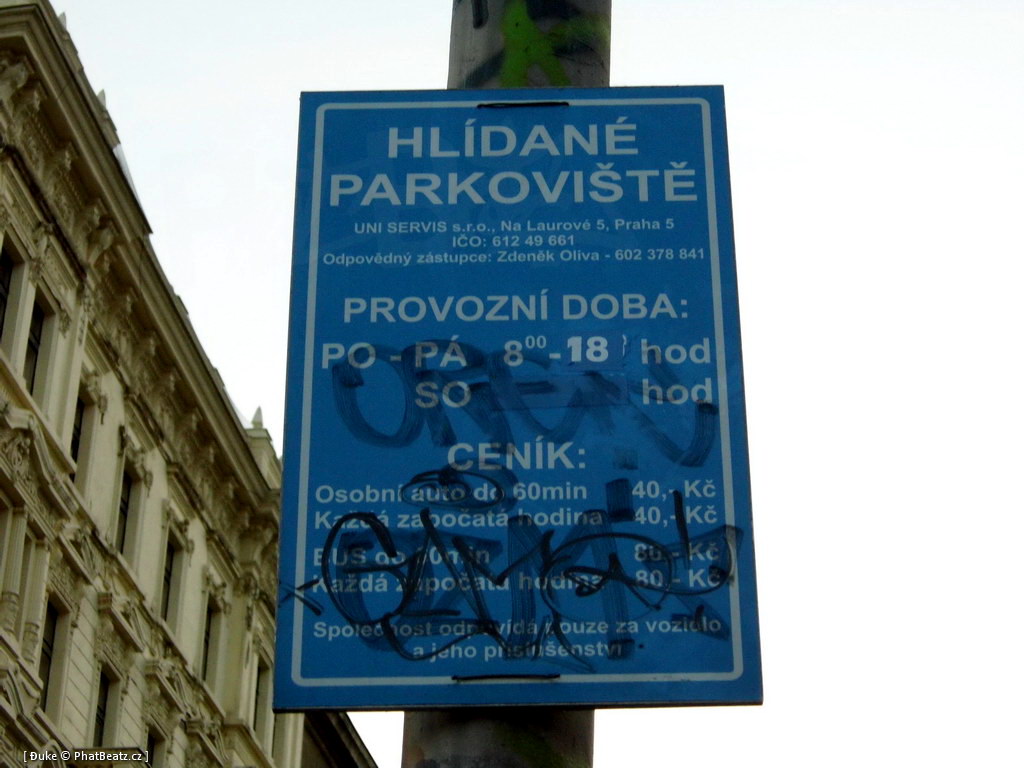 HLÍDANÉ
PARKOVIŠTĚ
UNI SERVIS s.r.o., Na Laurové 5, Praha 5
IČO: 612 49 661
Odpovědný zástupce: Zdeněk Oliva - 602 378 841
PROVOZNÍ DOBA:
PO - PÁ 8⁰⁰-18 hod
SO hod
CENÍK:
Osobní auto do 60min 40,- Kč
Každá započatá hodina 40,- Kč
BUS do 60min 80,- Kč
Každá započatá hodina 80,- Kč
Společnost odpovídá pouze za vozidlo
a jeho příslušenství
[ Đuke © PhatBeatz.cz ]